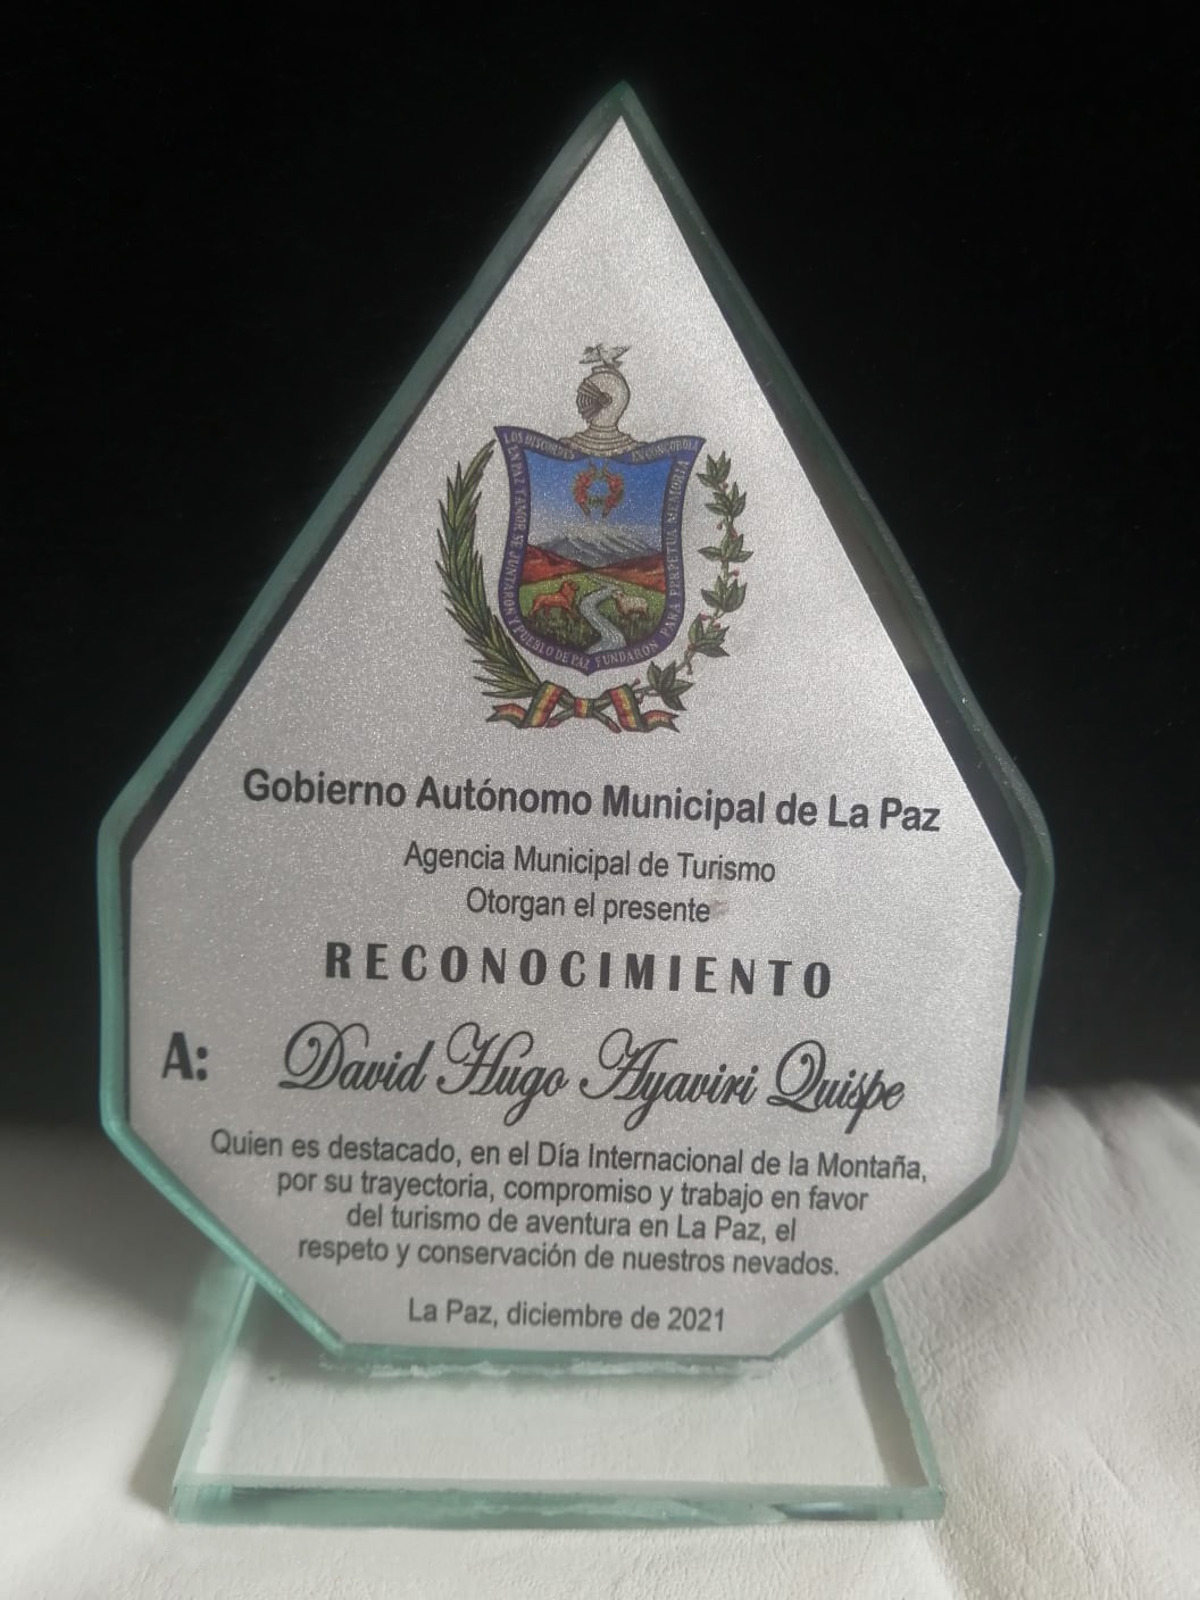 LOS DISCORDES EN CONCORDIA
EN PAZ Y AMOR SE JUNTARON Y PUEBLO DE PAZ FUNDARON PARA PERPETUA MEMORIA
Gobierno Autónomo Municipal de La Paz
Agencia Municipal de Turismo
Otorgan el presente
RECONOCIMIENTO
A: David Hugo Ayaviri Quispe
Quien es destacado, en el Día Internacional de la Montaña,
por su trayectoria, compromiso y trabajo en favor
del turismo de aventura en La Paz, el
respeto y conservación de nuestros nevados.
La Paz, diciembre de 2021